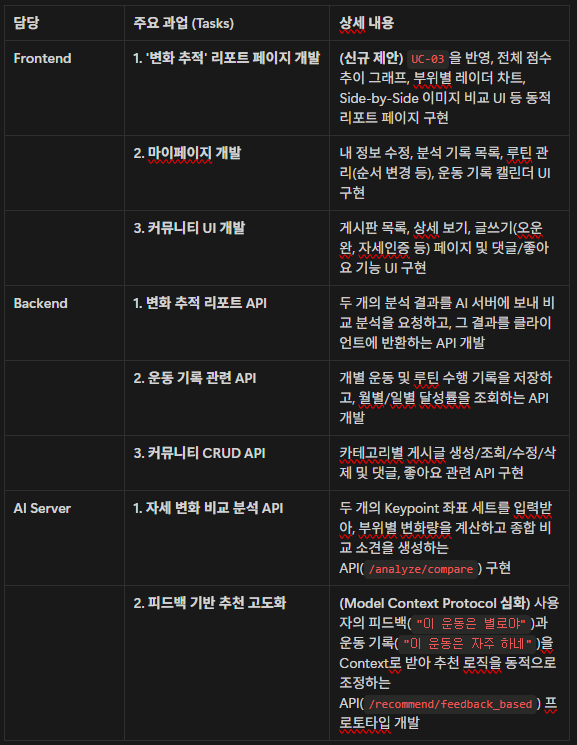 담당 주요 과업 (Tasks) 상세 내용
Frontend 1. '변화 추적' 리포트 페이지 개발 (신규 제안) UC-03 을 반영, 전체 점수
추이 그래프, 부위별 레이더 차트,
Side-by-Side 이미지 비교 UI 등 동적
리포트 페이지 구현
2. 마이페이지 개발 내 정보 수정, 분석 기록 목록, 루틴 관
리(순서 변경 등), 운동 기록 캘린더 UI
구현
3. 커뮤니티 UI 개발 게시판 목록, 상세 보기, 글쓰기(오운
완, 자세인증 등) 페이지 및 댓글/좋아
요 기능 UI 구현
Backend 1. 변화 추적 리포트 API 두 개의 분석 결과를 AI 서버에 보내 비
교 분석을 요청하고, 그 결과를 클라이
언트에 반환하는 API 개발
2. 운동 기록 관련 API 개별 운동 및 루틴 수행 기록을 저장하
고, 월별/일별 달성률을 조회하는 API
개발
3. 커뮤니티 CRUD API 카테고리별 게시글 생성/조회/수정/삭
제 및 댓글, 좋아요 관련 API 구현
AI Server 1. 자세 변화 비교 분석 API 두 개의 Keypoint 좌표 세트를 입력받
아, 부위별 변화량을 계산하고 종합 비
교 소견을 생성하는
API( /analyze/compare ) 구현
2. 피드백 기반 추천 고도화 (Model Context Protocol 심화) 사용
자의 피드백( "이 운동은 별로야" )과
운동 기록( "이 운동은 자주 하네" )을
Context로 받아 추천 로직을 동적으로
조정하는
API( /recommend/feedback_based ) 프
로토타입 개발